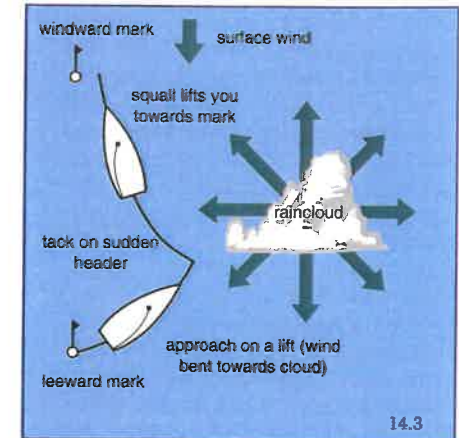 windward mark
surface wind
squall lifts you
towards mark
raincloud
tack on sudden
header
approach on a lift (wind
bent towards cloud)
leeward mark
14.3